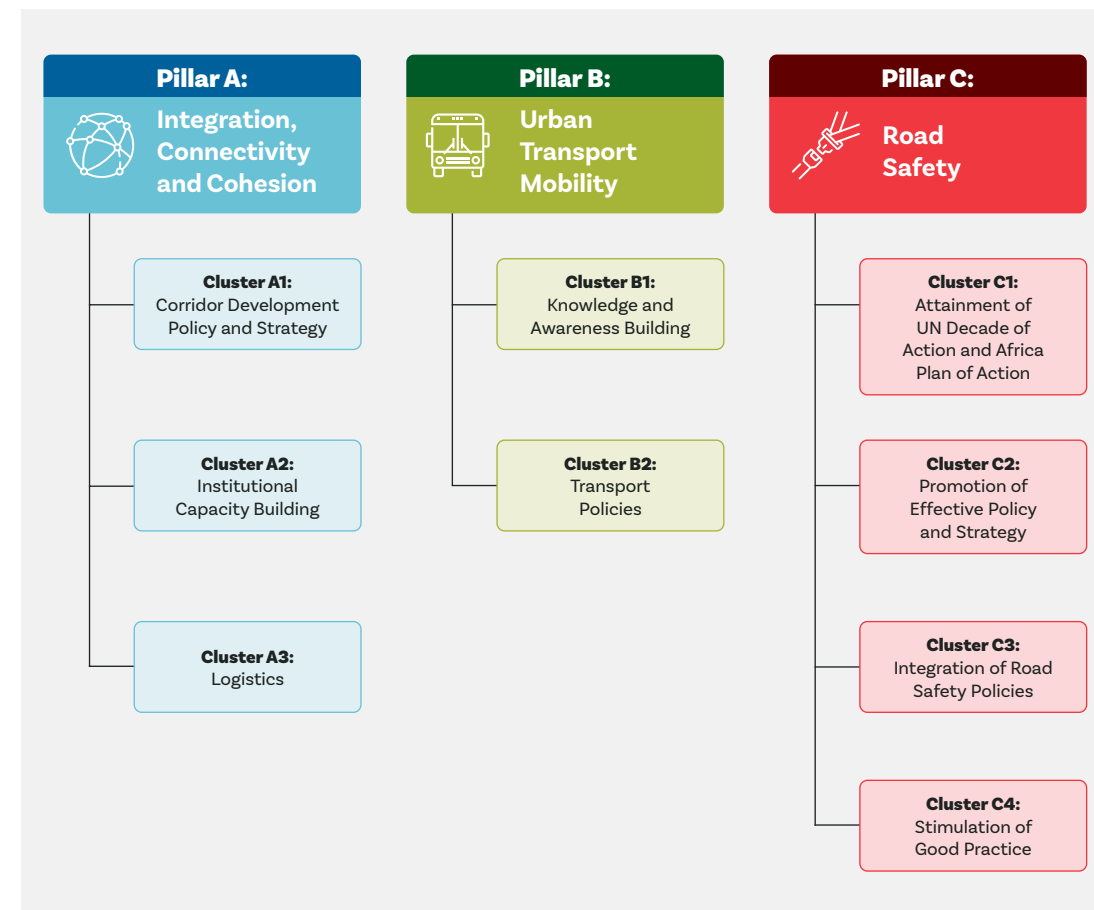 Pillar A:
Integration,
Connectivity
and Cohesion
Cluster A1:
Corridor Development
Policy and Strategy
Cluster A2:
Institutional
Capacity Building
Cluster A3:
Logistics
Pillar B:
Urban
Transport
Mobility
Cluster B1:
Knowledge and
Awareness Building
Cluster B2:
Transport
Policies
Pillar C:
Road
Safety
Cluster C1:
Attainment of
UN Decade of
Action and Africa
Plan of Action
Cluster C2:
Promotion of
Effective Policy
and Strategy
Cluster C3:
Integration of Road
Safety Policies
Cluster C4:
Stimulation of
Good Practice